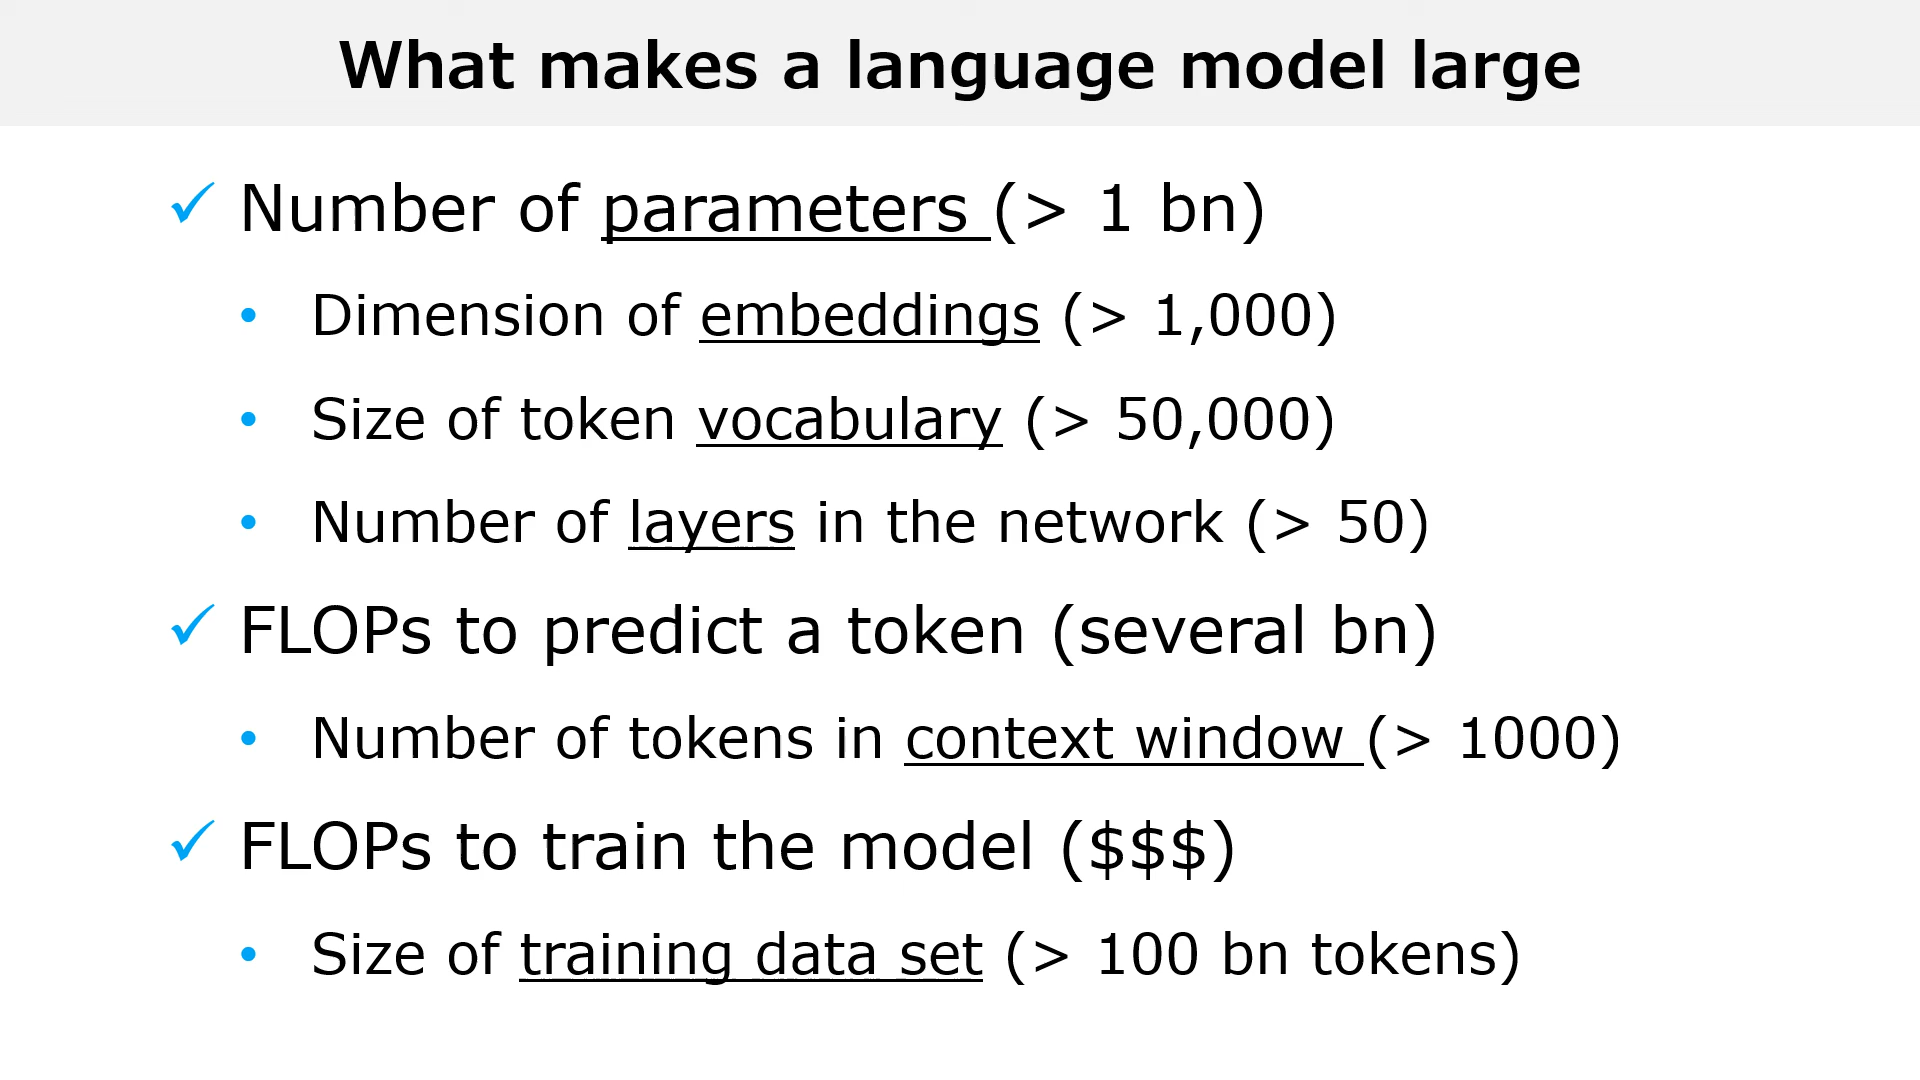 What makes a language model large
✓ Number of parameters (> 1 bn)
• Dimension of embeddings (> 1,000)
• Size of token vocabulary (> 50,000)
• Number of layers in the network (> 50)
✓ FLOPs to predict a token (several bn)
• Number of tokens in context window (> 1000)
✓ FLOPs to train the model ($$$)
• Size of training data set (> 100 bn tokens)